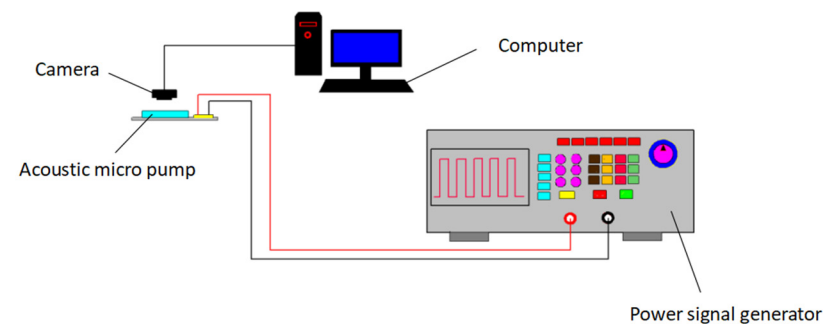 Computer
Camera
Acoustic micro pump
Power signal generator